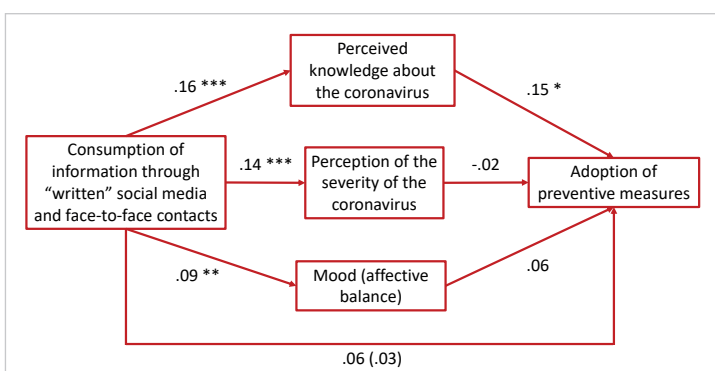 Perceived
knowledge about
the coronavirus
.16 ***
.15 *
Consumption of
information through
“written” social media
and face-to-face contacts
.14 ***
Perception of the
severity of the
coronavirus
-.02
Adoption of
preventive measures
.09 **
Mood (affective
balance)
.06
.06 (.03)